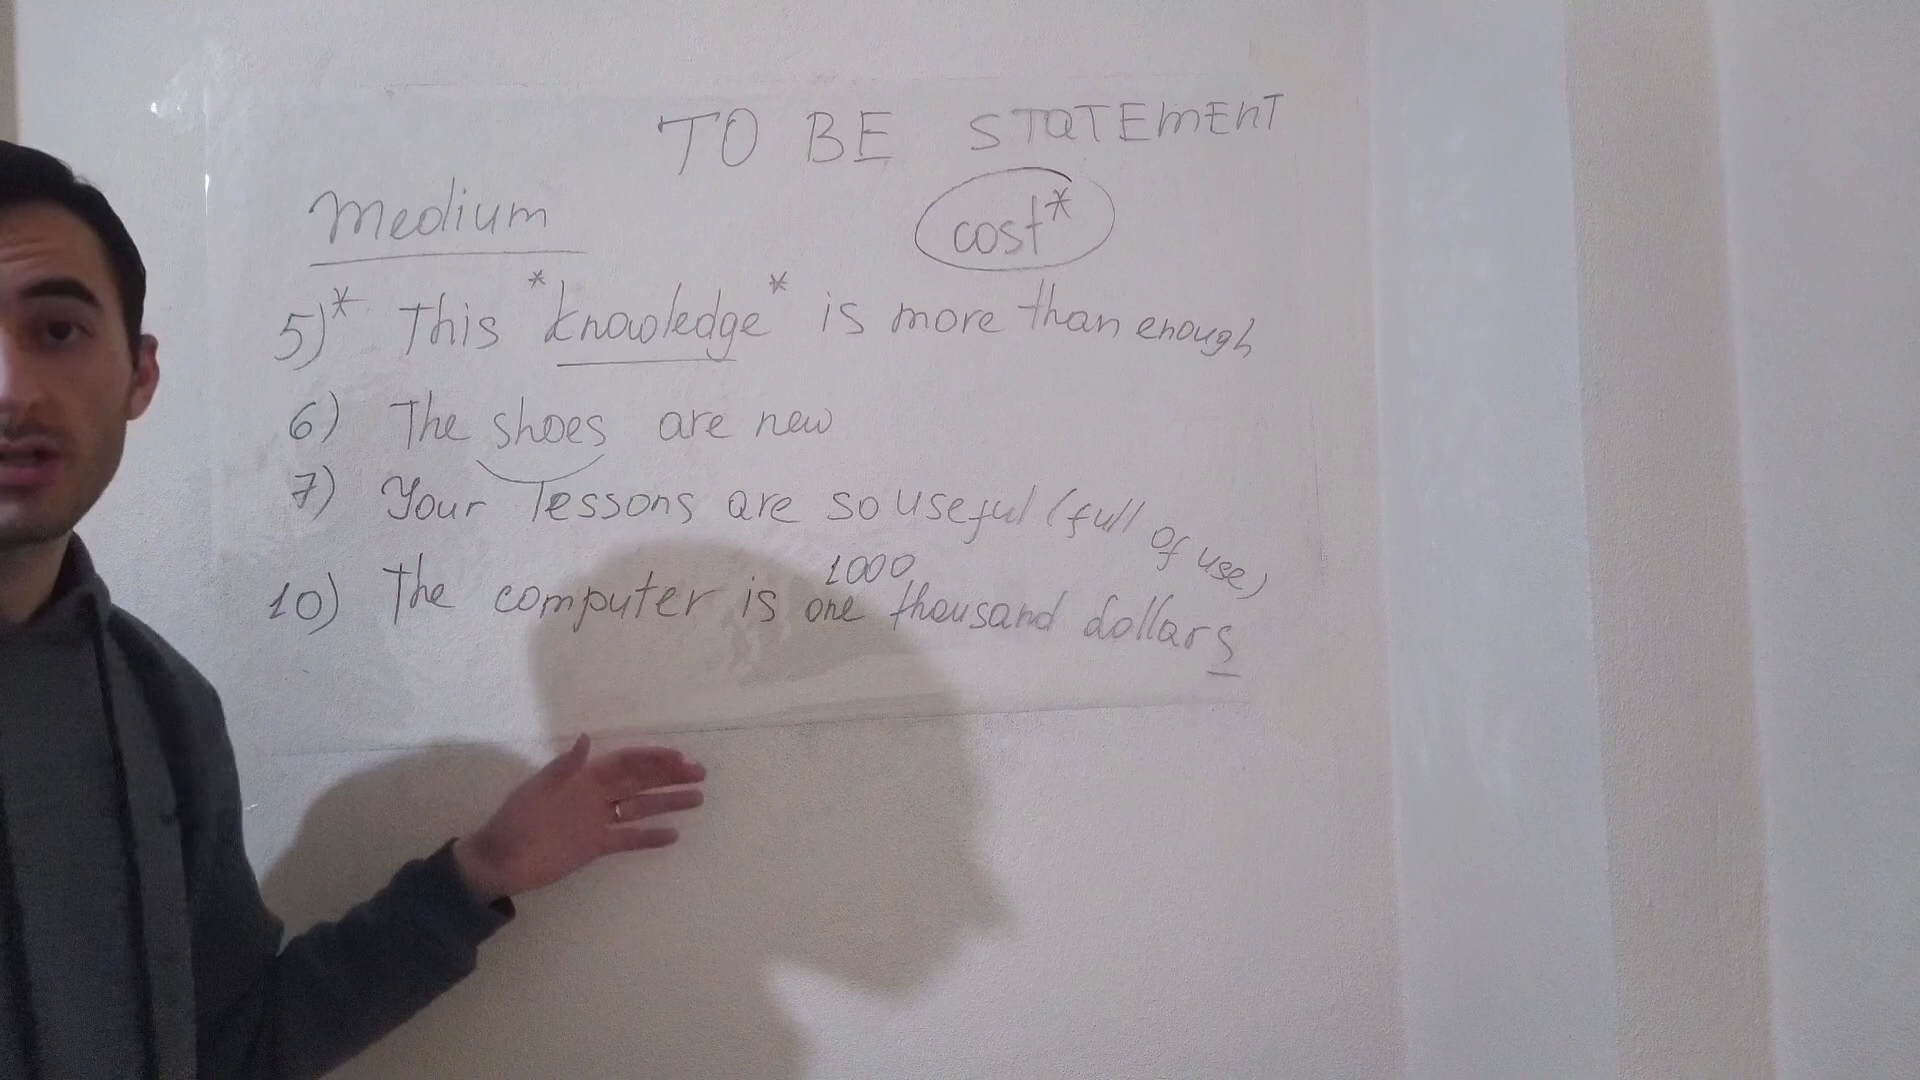 TO BE STATEMENT
Medium
cost*
5)* This *knowledge* is more than enough
6) The shoes are new
7) Your lessons are so useful (full of use)
1000
10) The computer is one thousand dollars